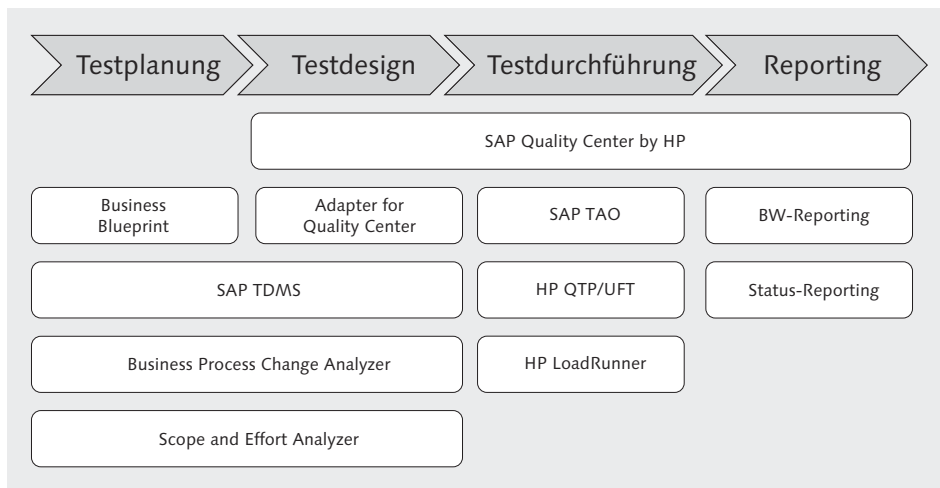 Testplanung
Testdesign
Testdurchführung
Reporting
SAP Quality Center by HP
Business
Blueprint
Adapter for
Quality Center
SAP TAO
BW-Reporting
SAP TDMS
HP QTP/UFT
Status-Reporting
Business Process Change Analyzer
HP LoadRunner
Scope and Effort Analyzer